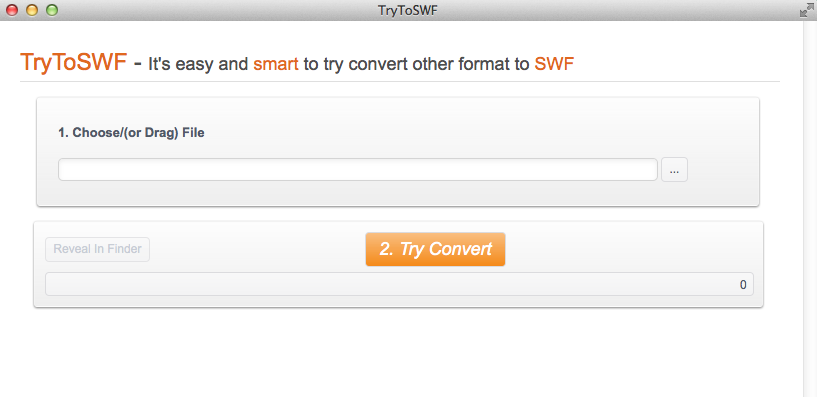 TryToSWF
TryToSWF - It's easy and smart to try convert other format to SWF
1. Choose/(or Drag) File
...
Reveal In Finder
2. Try Convert
0